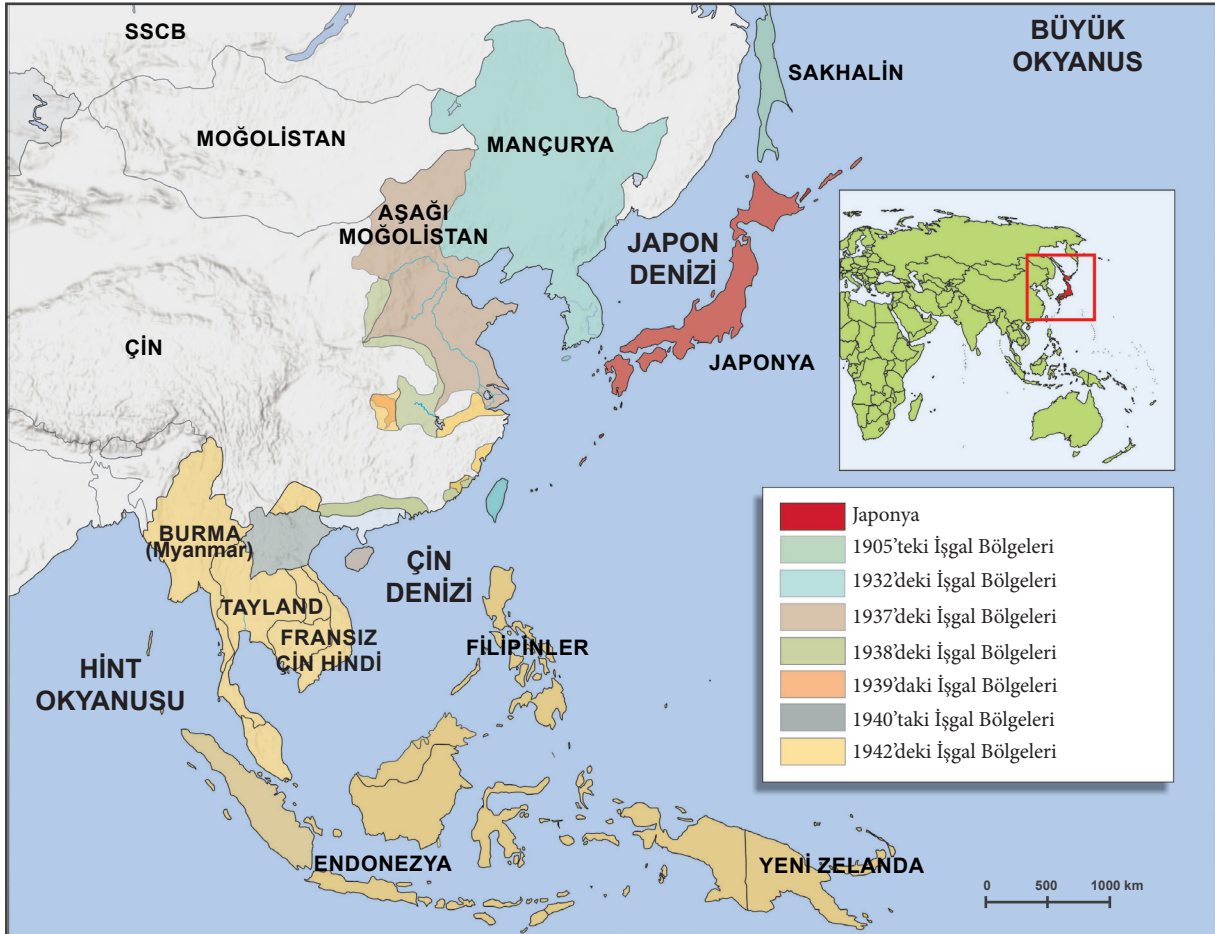 SSCB
BÜYÜK
OKYANUS
SAKHALİN
MOĞOLİSTAN
MANÇURYA
AŞAĞI
MOĞOLİSTAN
JAPON
DENİZİ
ÇİN
JAPONYA
BURMA
(Myanmar)
ÇİN
DENİZİ
TAYLAND
FRANSIZ
ÇİN HİNDİ
FİLİPİNLER
HİNT
OKYANUSU
ENDONEZYA
YENİ ZELANDA
Japonya
1905'teki İşgal Bölgeleri
1932'deki İşgal Bölgeleri
1937'deki İşgal Bölgeleri
1938'deki İşgal Bölgeleri
1939'daki İşgal Bölgeleri
1940'taki İşgal Bölgeleri
1942'deki İşgal Bölgeleri
0 500 1000 km